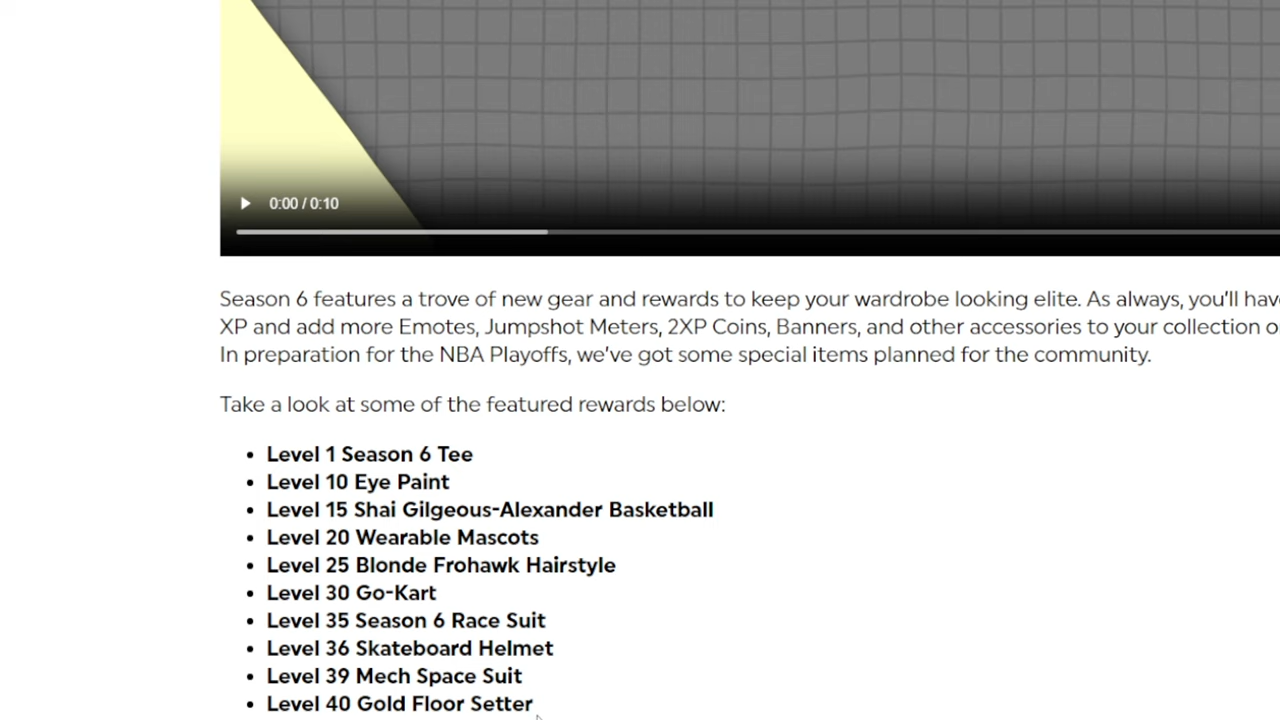 0:00 / 0:10
Season 6 features a trove of new gear and rewards to keep your wardrobe looking elite. As always, you'll
XP and add more Emotes, Jumpshot Meters, 2XP Coins, Banners, and other accessories to your collection
In preparation for the NBA Playoffs, we've got some special items planned for the community.
Take a look at some of the featured rewards below:
• Level 1 Season 6 Tee
• Level 10 Eye Paint
• Level 15 Shai Gilgeous-Alexander Basketball
• Level 20 Wearable Mascots
• Level 25 Blonde Frohawk Hairstyle
• Level 30 Go-Kart
• Level 35 Season 6 Race Suit
• Level 36 Skateboard Helmet
• Level 39 Mech Space Suit
• Level 40 Gold Floor Setter